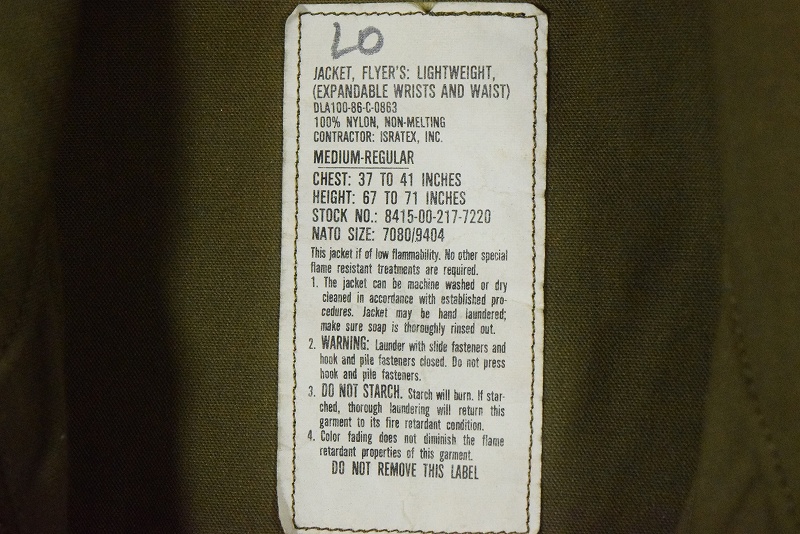 LO
JACKET, FLYER'S: LIGHTWEIGHT,
(EXPANDABLE WRISTS AND WAIST)
DLA100-86-C-0863
100% NYLON, NON-MELTING
CONTRACTOR: ISRATEX, INC.
MEDIUM-REGULAR
CHEST: 37 TO 41 INCHES
HEIGHT: 67 TO 71 INCHES
STOCK NO.: 8415-00-217-7220
NATO SIZE: 7080/9404
This jacket if of low flammability. No other special
flame resistant treatments are required.
1. The jacket can be machine washed or dry
cleaned in accordance with established pro-
cedures. Jacket may be hand laundered;
make sure soap is thoroughly rinsed out.
2. WARNING: Launder with slide fasteners and
hook and pile fasteners closed. Do not press
hook and pile fasteners.
3. DO NOT STARCH. Starch will burn. If star-
ched, thorough laundering will return this
garment to its fire retardant condition.
4. Color fading does not diminish the flame
retardant properties of this garment.
DO NOT REMOVE THIS LABEL